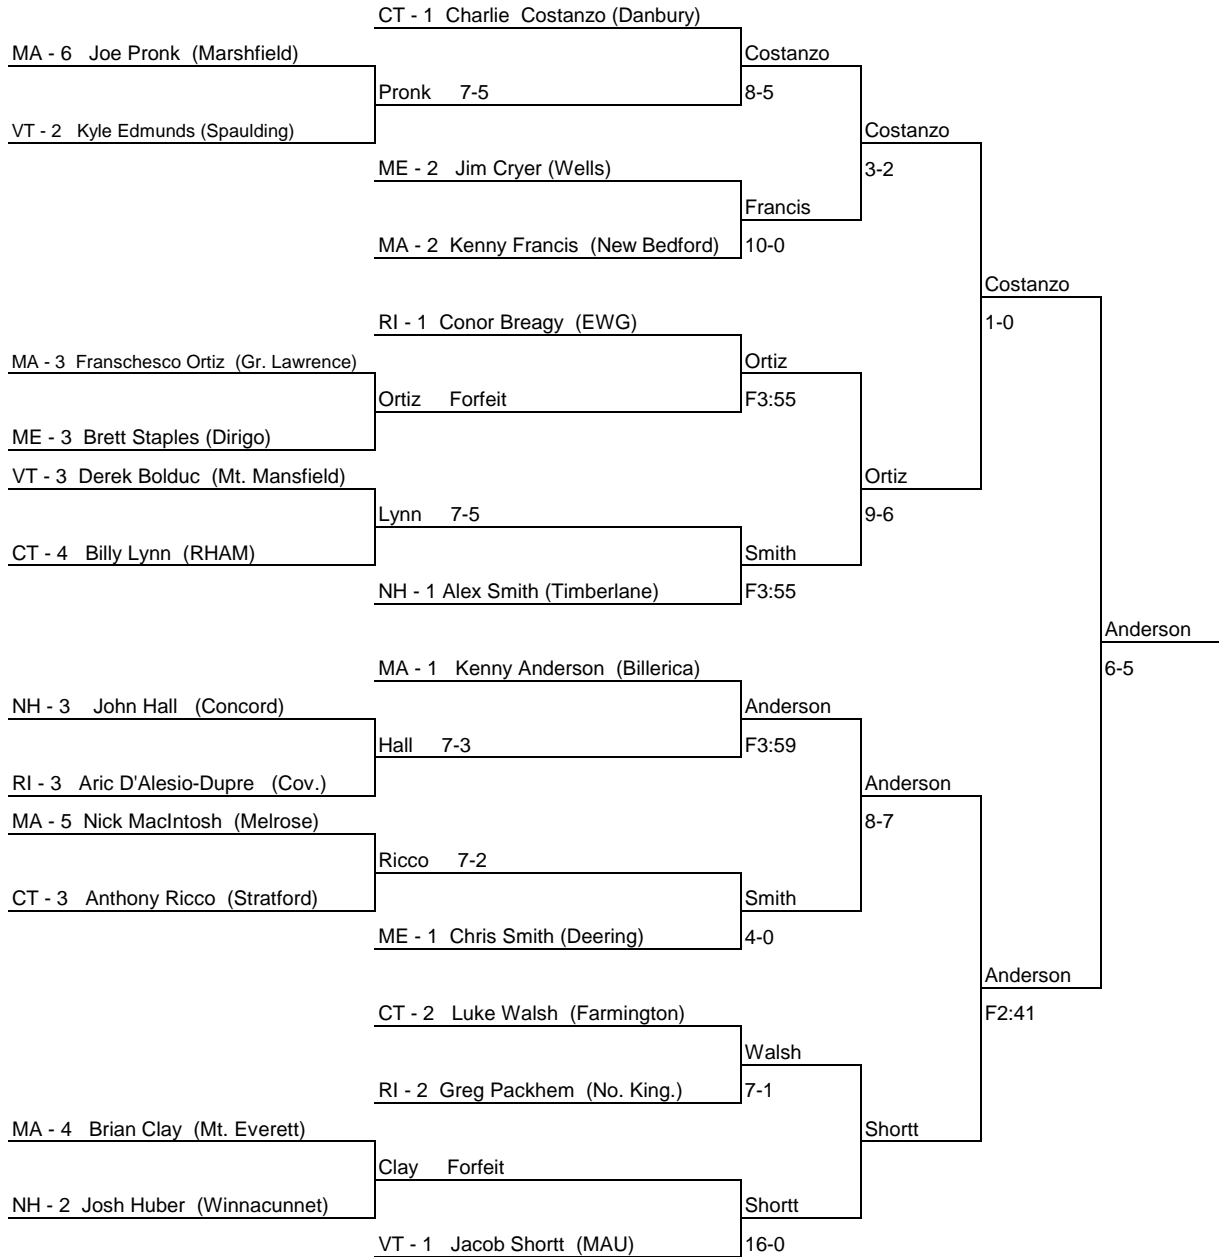 CT - 1 Charlie Costanzo (Danbury)
MA - 6 Joe Pronk (Marshfield)
Costanzo
Pronk 7-5
8-5
VT - 2 Kyle Edmunds (Spaulding)
Costanzo
ME - 2 Jim Cryer (Wells)
3-2
Francis
MA - 2 Kenny Francis (New Bedford)
10-0
Costanzo
RI - 1 Conor Breagy (EWG)
1-0
MA - 3 Franschesco Ortiz (Gr. Lawrence)
Ortiz
Ortiz Forfeit
F3:55
ME - 3 Brett Staples (Dirigo)
VT - 3 Derek Bolduc (Mt. Mansfield)
Ortiz
Lynn 7-5
9-6
CT - 4 Billy Lynn (RHAM)
Smith
NH - 1 Alex Smith (Timberlane)
F3:55
Anderson
MA - 1 Kenny Anderson (Billerica)
6-5
NH - 3 John Hall (Concord)
Anderson
Hall 7-3
F3:59
RI - 3 Aric D'Alesio-Dupre (Cov.)
Anderson
MA - 5 Nick MacIntosh (Melrose)
8-7
Ricco 7-2
CT - 3 Anthony Ricco (Stratford)
Smith
ME - 1 Chris Smith (Deering)
4-0
Anderson
CT - 2 Luke Walsh (Farmington)
F2:41
Walsh
RI - 2 Greg Packhem (No. King.)
7-1
MA - 4 Brian Clay (Mt. Everett)
Shortt
Clay Forfeit
NH - 2 Josh Huber (Winnacunnet)
Shortt
VT - 1 Jacob Shortt (MAU)
16-0